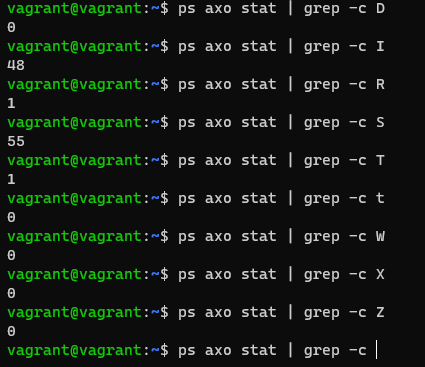 vagrant@vagrant:~$ ps axo stat | grep -c D
0
vagrant@vagrant:~$ ps axo stat | grep -c I
48
vagrant@vagrant:~$ ps axo stat | grep -c R
1
vagrant@vagrant:~$ ps axo stat | grep -c S
55
vagrant@vagrant:~$ ps axo stat | grep -c T
1
vagrant@vagrant:~$ ps axo stat | grep -c t
0
vagrant@vagrant:~$ ps axo stat | grep -c W
0
vagrant@vagrant:~$ ps axo stat | grep -c X
0
vagrant@vagrant:~$ ps axo stat | grep -c Z
0
vagrant@vagrant:~$ ps axo stat | grep -c